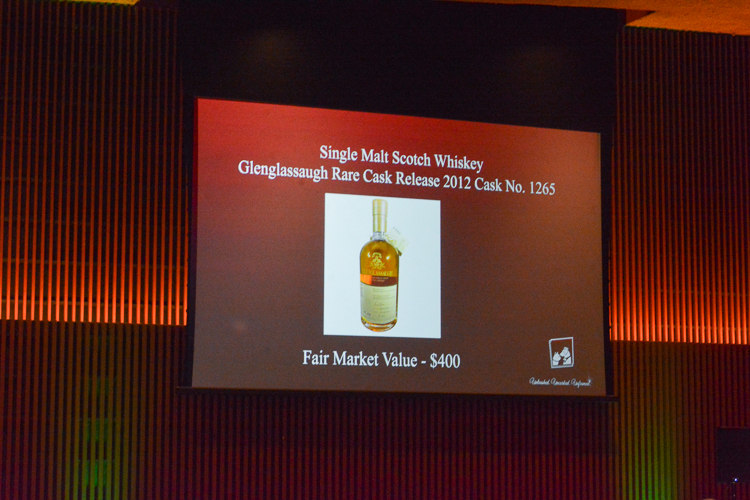 Single Malt Scotch Whiskey
Glenglassaugh Rare Cask Release 2012 Cask No. 1265
Fair Market Value - $400